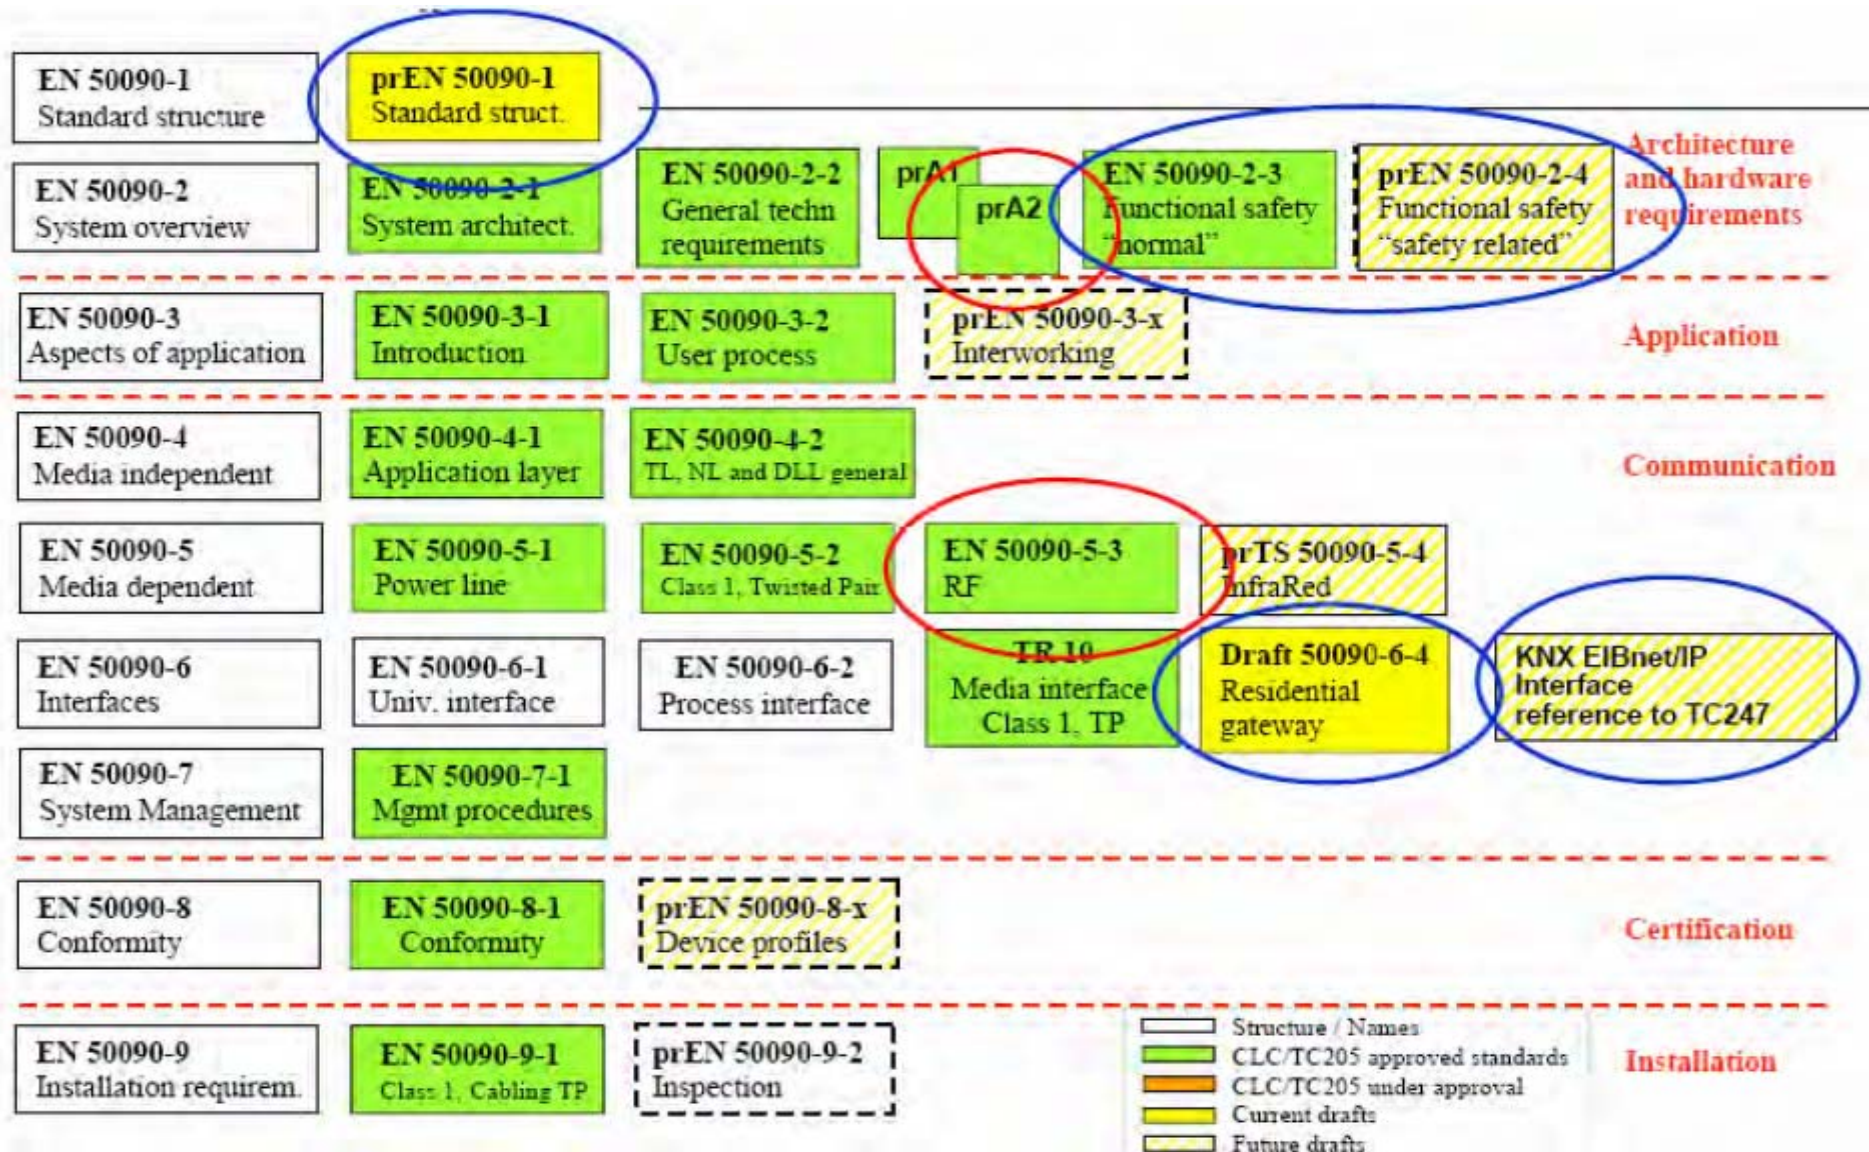 EN 50090-1
Standard structure
prEN 50090-1
Standard struct.
EN 50090-2
System overview
EN 50090-2-1
System architect.
EN 50090-2-2
General techn
requirements
prA1
prA2
EN 50090-2-3
Functional safety
“normal”
prEN 50090-2-4
Functional safety
“safety related”
Architecture
and hardware
requirements
EN 50090-3
Aspects of application
EN 50090-3-1
Introduction
EN 50090-3-2
User process
prEN 50090-3-x
Interworking
Application
EN 50090-4
Media independent
EN 50090-4-1
Application layer
EN 50090-4-2
TL, NL and DLL general
Communication
EN 50090-5
Media dependent
EN 50090-5-1
Power line
EN 50090-5-2
Class 1, Twisted Pair
EN 50090-5-3
RF
prTS 50090-5-4
InfraRed
EN 50090-6
Interfaces
EN 50090-6-1
Univ. interface
EN 50090-6-2
Process interface
TR 10
Media interface
Class 1, TP
Draft 50090-6-4
Residential
gateway
KNX EIBnet/IP
Interface
reference to TC247
EN 50090-7
System Management
EN 50090-7-1
Mgmt procedures
EN 50090-8
Conformity
EN 50090-8-1
Conformity
prEN 50090-8-x
Device profiles
Certification
EN 50090-9
Installation requirem.
EN 50090-9-1
Class 1, Cabling TP
prEN 50090-9-2
Inspection
Structure / Names
CLC/TC205 approved standards
CLC/TC205 under approval
Current drafts
Future drafts
Installation